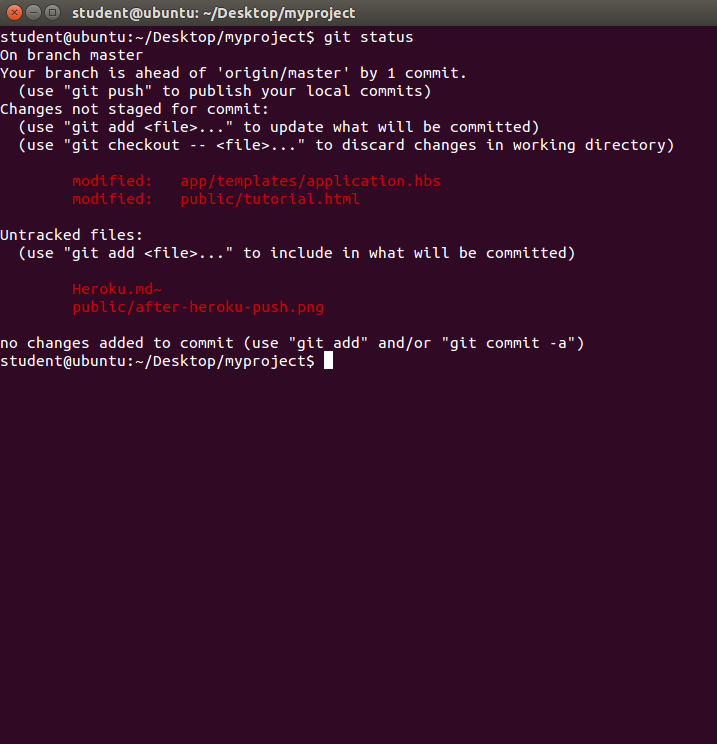 student@ubuntu: ~/Desktop/myproject
student@ubuntu:~/Desktop/myproject$ git status
On branch master
Your branch is ahead of 'origin/master' by 1 commit.
  (use "git push" to publish your local commits)
Changes not staged for commit:
  (use "git add <file>..." to update what will be committed)
  (use "git checkout -- <file>..." to discard changes in working directory)
        modified:   app/templates/application.hbs
        modified:   public/tutorial.html
Untracked files:
  (use "git add <file>..." to include in what will be committed)
        Heroku.md~
        public/after-heroku-push.png
no changes added to commit (use "git add" and/or "git commit -a")
student@ubuntu:~/Desktop/myproject$